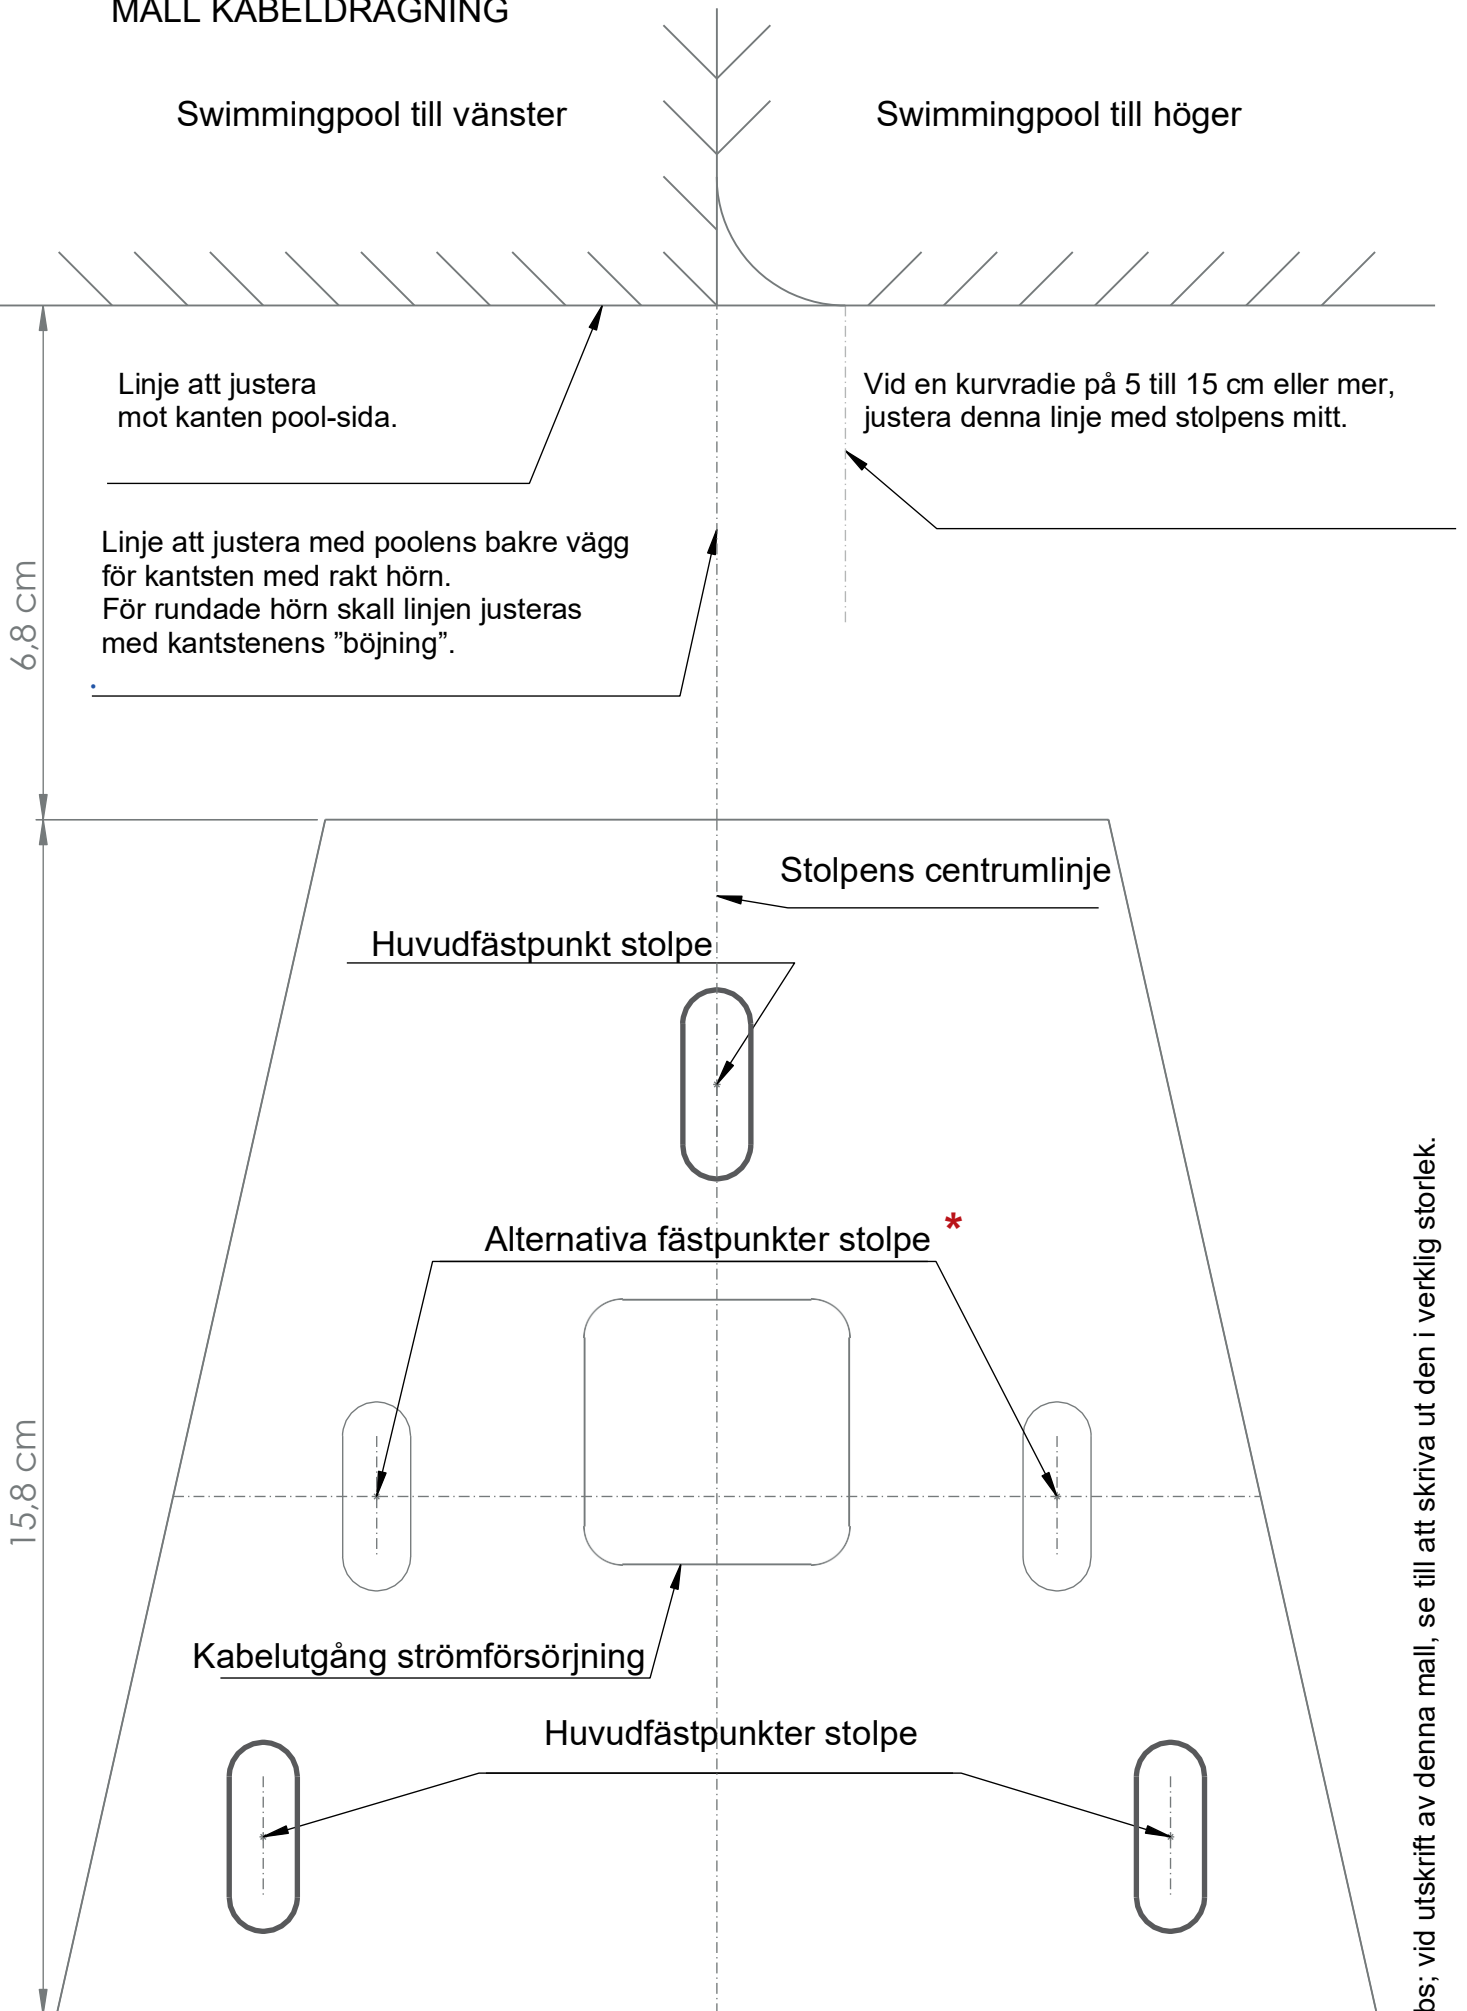 MALL KABELDRAGNING
Swimmingpool till vänster
Swimmingpool till höger
Linje att justera
mot kanten pool-sida.
Vid en kurvradie på 5 till 15 cm eller mer,
justera denna linje med stolpens mitt.
Linje att justera med poolens bakre vägg
för kantsten med rakt hörn.
För rundade hörn skall linjen justeras
med kantstenens ”böjning”.
6,8 cm
Stolpens centrumlinje
Huvudfästpunkt stolpe
Alternativa fästpunkter stolpe *
15,8 cm
Kabelutgång strömförsörjning
Huvudfästpunkter stolpe
bs; vid utskrift av denna mall, se till att skriva ut den i verklig storlek.